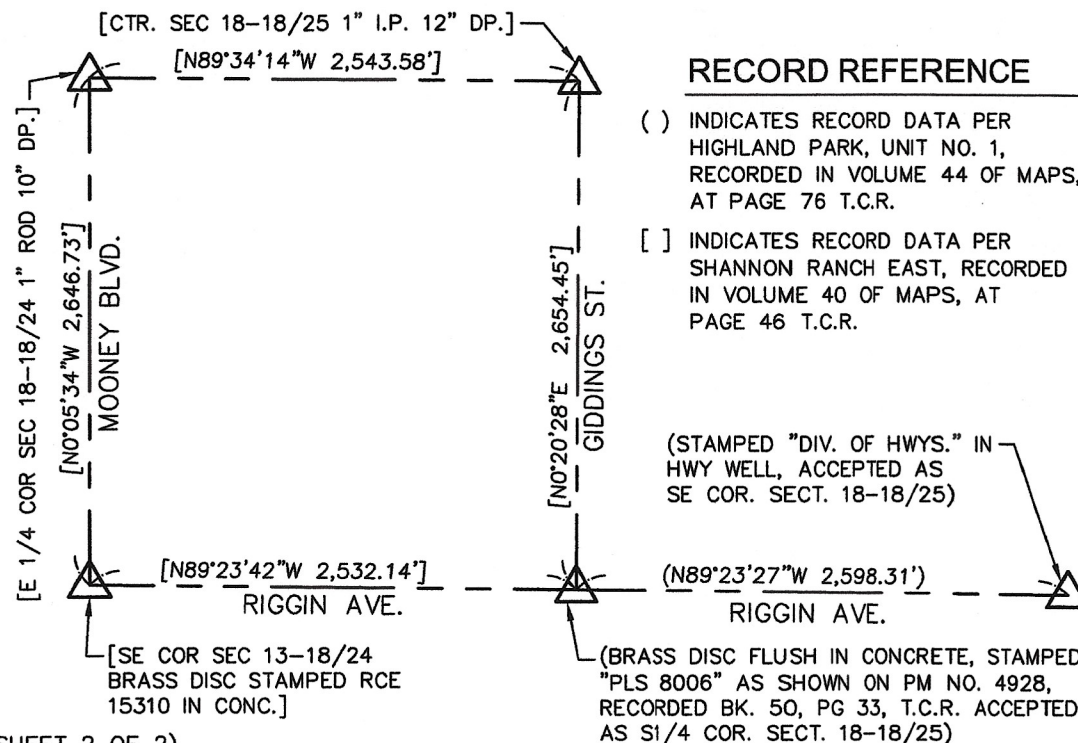 [CTR. SEC 18-18/25 1" I.P. 12" DP.]
[N89°34'14"W 2,543.58']
[E 1/4 COR SEC 18-18/24 1" ROD 10" DP.]
[N0°05'34"W 2,646.73']
MOONEY BLVD.
[N0°20'28"E 2,654.45']
GIDDINGS ST.
RECORD REFERENCE
( ) INDICATES RECORD DATA PER
HIGHLAND PARK, UNIT NO. 1,
RECORDED IN VOLUME 44 OF MAPS,
AT PAGE 76 T.C.R.
[ ] INDICATES RECORD DATA PER
SHANNON RANCH EAST, RECORDED
IN VOLUME 40 OF MAPS, AT
PAGE 46 T.C.R.
(STAMPED "DIV. OF HWYS." IN
HWY WELL, ACCEPTED AS
SE COR. SECT. 18-18/25)
[N89°23'42"W 2,532.14']
RIGGIN AVE.
(N89°23'27"W 2,598.31')
RIGGIN AVE.
[SE COR SEC 13-18/24
BRASS DISC STAMPED RCE
15310 IN CONC.]
(BRASS DISC FLUSH IN CONCRETE, STAMPED
"PLS 8006" AS SHOWN ON PM NO. 4928,
RECORDED BK. 50, PG 33, T.C.R. ACCEPTED
AS S1/4 COR. SECT. 18-18/25)